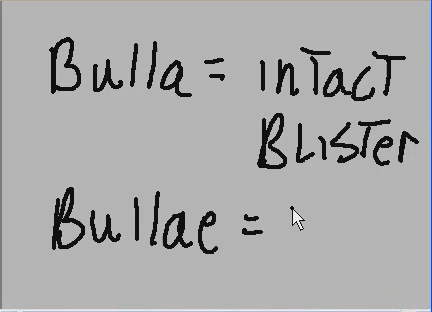 Bulla = inTacT
BLisTer
Bullae =